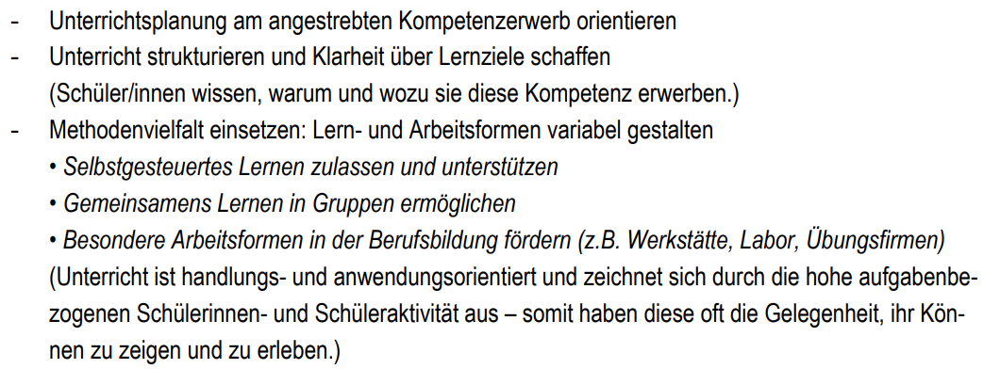 - Unterrichtsplanung am angestrebten Kompetenzerwerb orientieren
- Unterricht strukturieren und Klarheit über Lernziele schaffen
(Schüler/innen wissen, warum und wozu sie diese Kompetenz erwerben.)
- Methodenvielfalt einsetzen: Lern- und Arbeitsformen variabel gestalten
• Selbstgesteuertes Lernen zulassen und unterstützen
• Gemeinsamens Lernen in Gruppen ermöglichen
• Besondere Arbeitsformen in der Berufsbildung fördern (z.B. Werkstätte, Labor, Übungsfirmen)
(Unterricht ist handlungs- und anwendungsorientiert und zeichnet sich durch die hohe aufgabenbe-
zogenen Schülerinnen- und Schüleraktivität aus – somit haben diese oft die Gelegenheit, ihr Kön-
nen zu zeigen und zu erleben.)